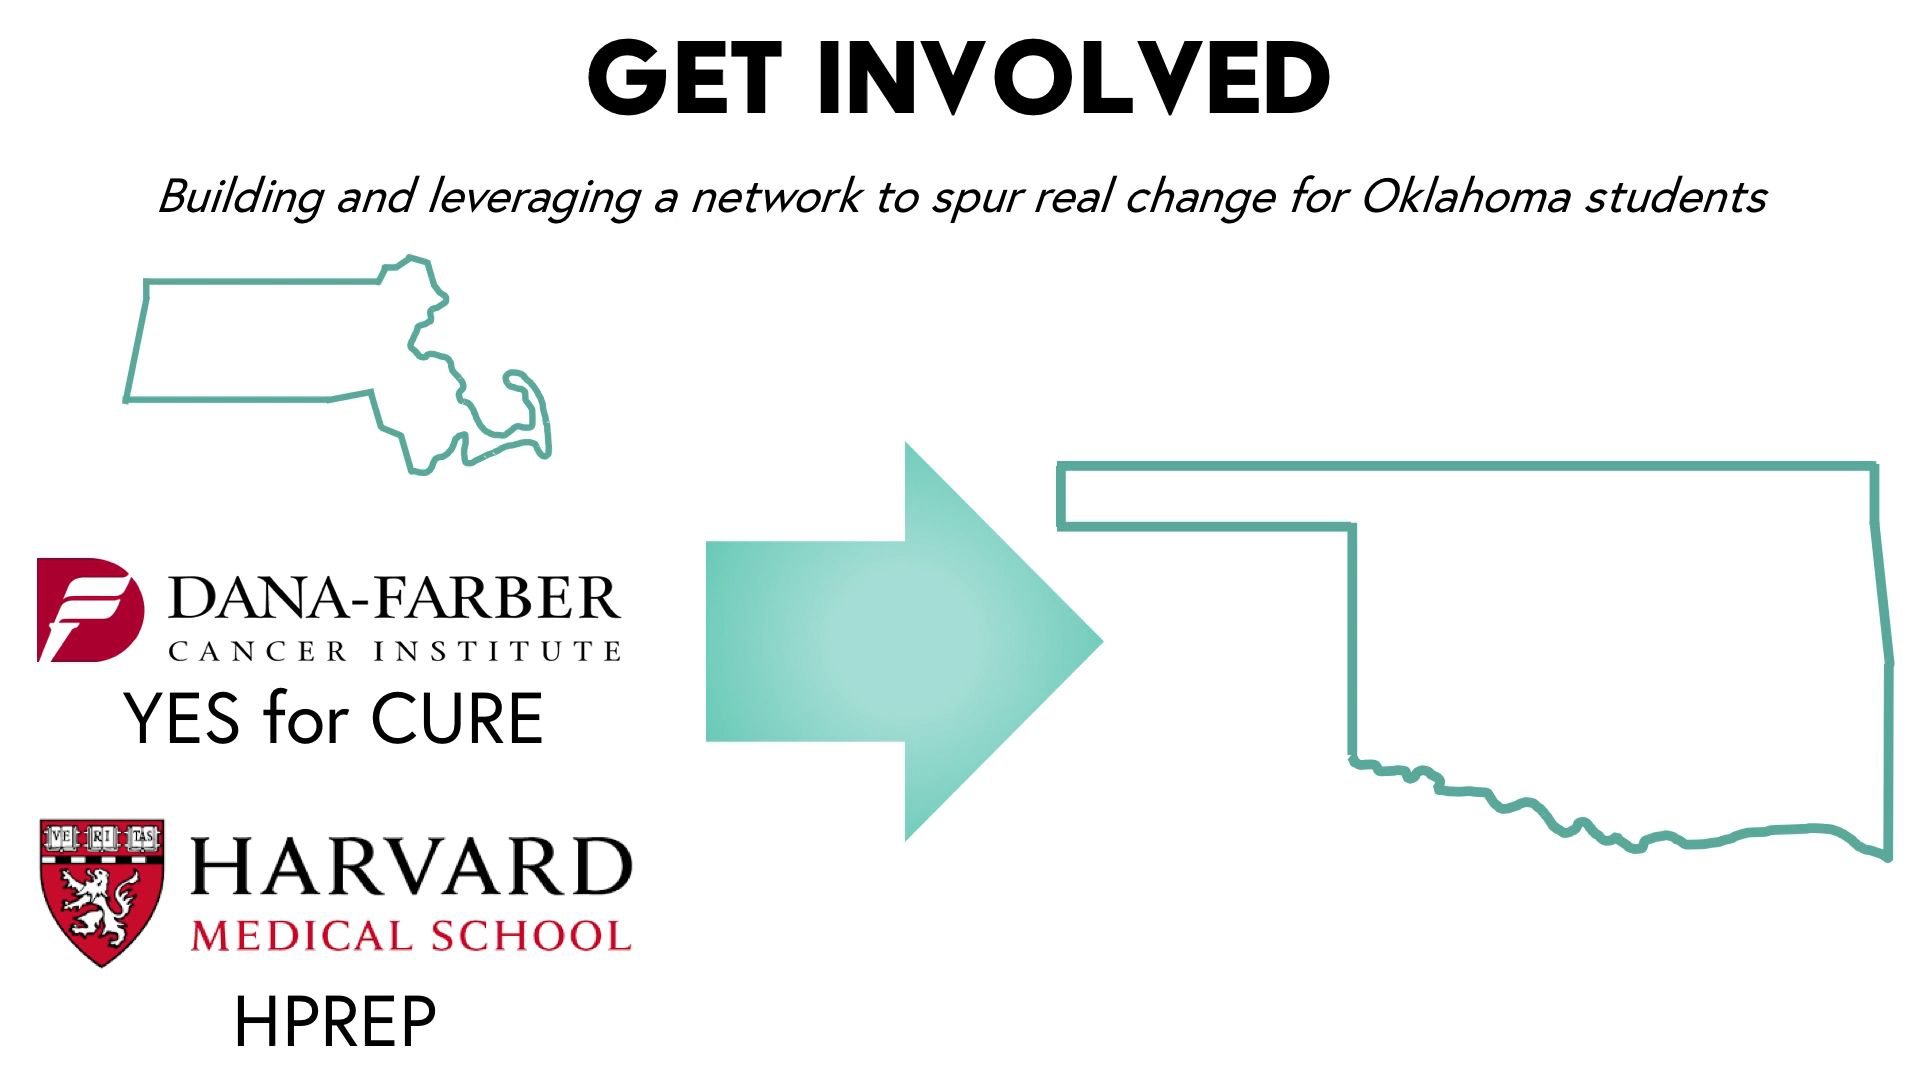 GET INVOLVED
Building and leveraging a network to spur real change for Oklahoma students
DANA-FARBER
CANCER INSTITUTE
YES for CURE
VE RI TAS
HARVARD
MEDICAL SCHOOL
HPREP